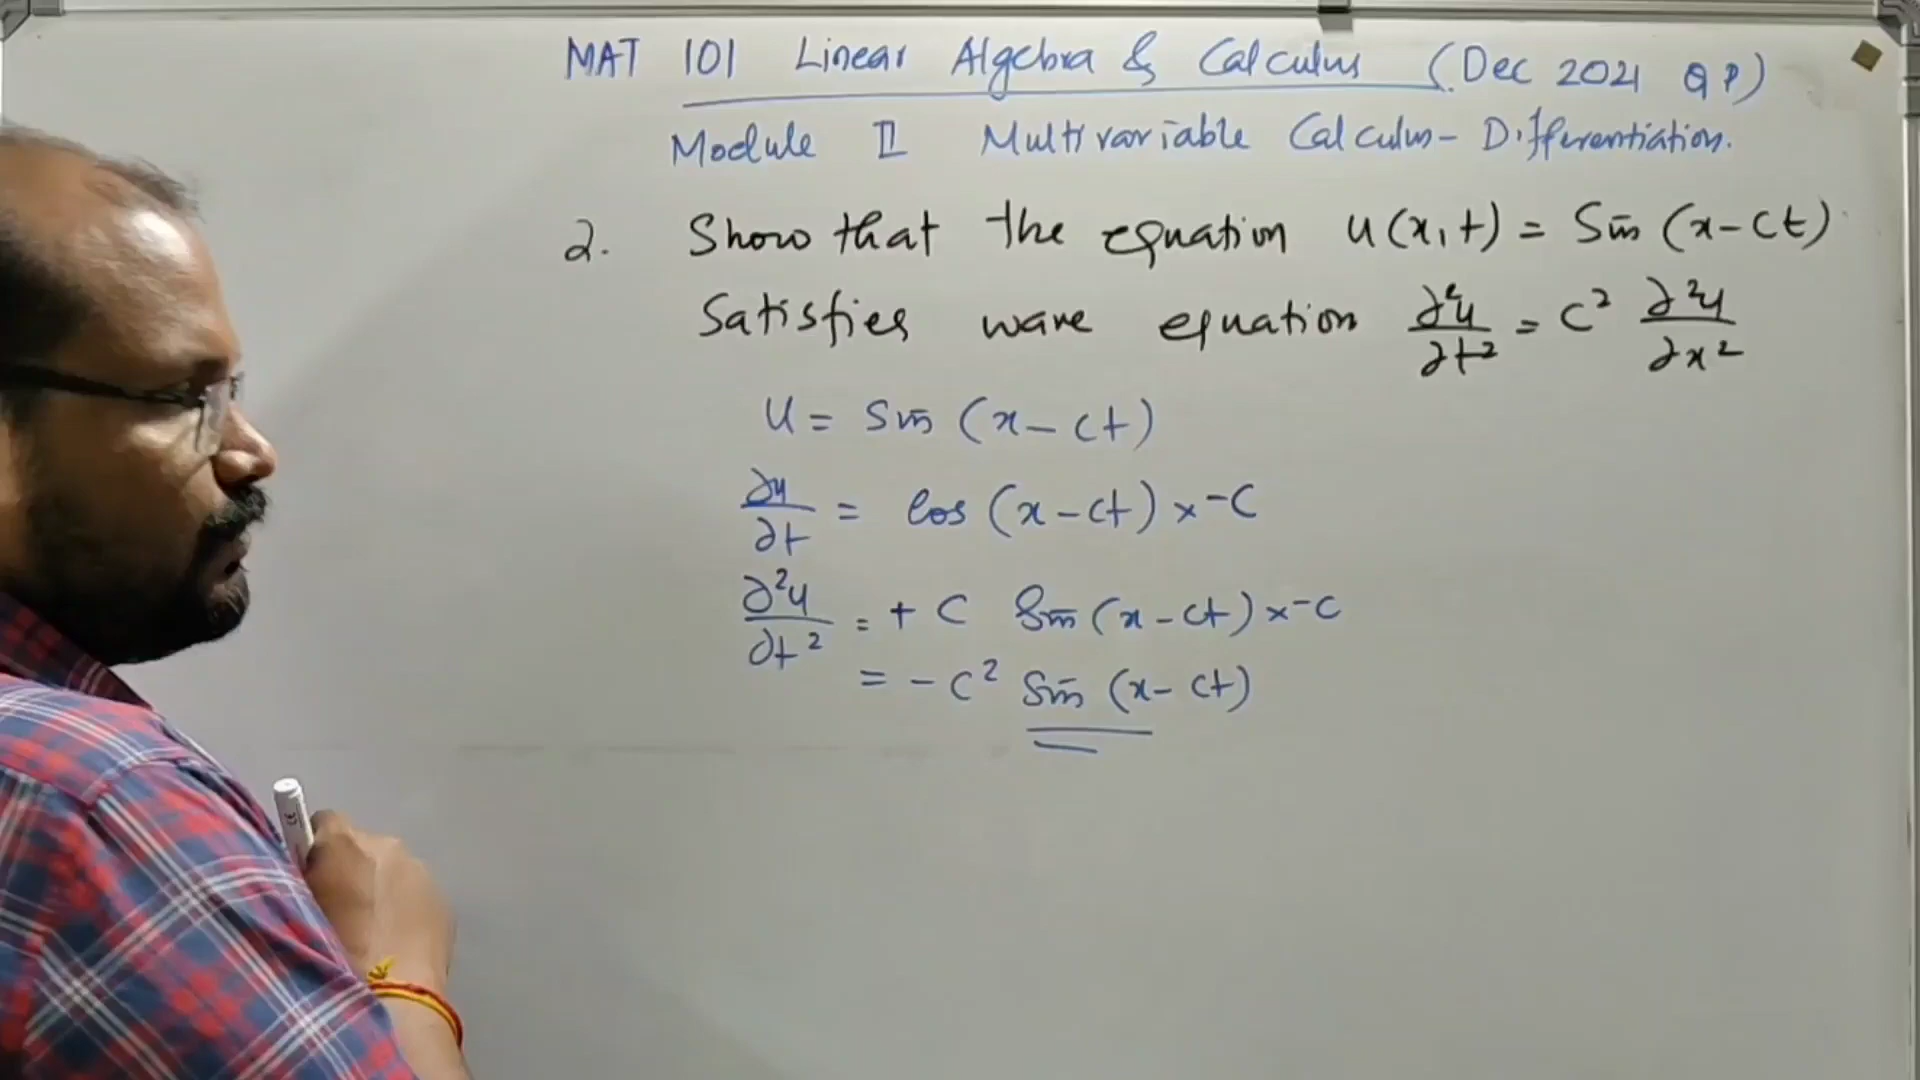 MAT 101 Linear Algebra & Calculus (Dec 2021 QP)
Module II Multivariable Calculus - Differentiation.
2. Show that the equation u(x,t) = Sin (x-ct)
Satisfies wave equation ∂²u/∂t² = c² ∂²u/∂x²
u = Sin (x-ct)
∂u/∂t = Cos (x-ct) × -c
∂²u/∂t² = + c Sin (x-ct) × -c
= - c² Sin (x-ct)